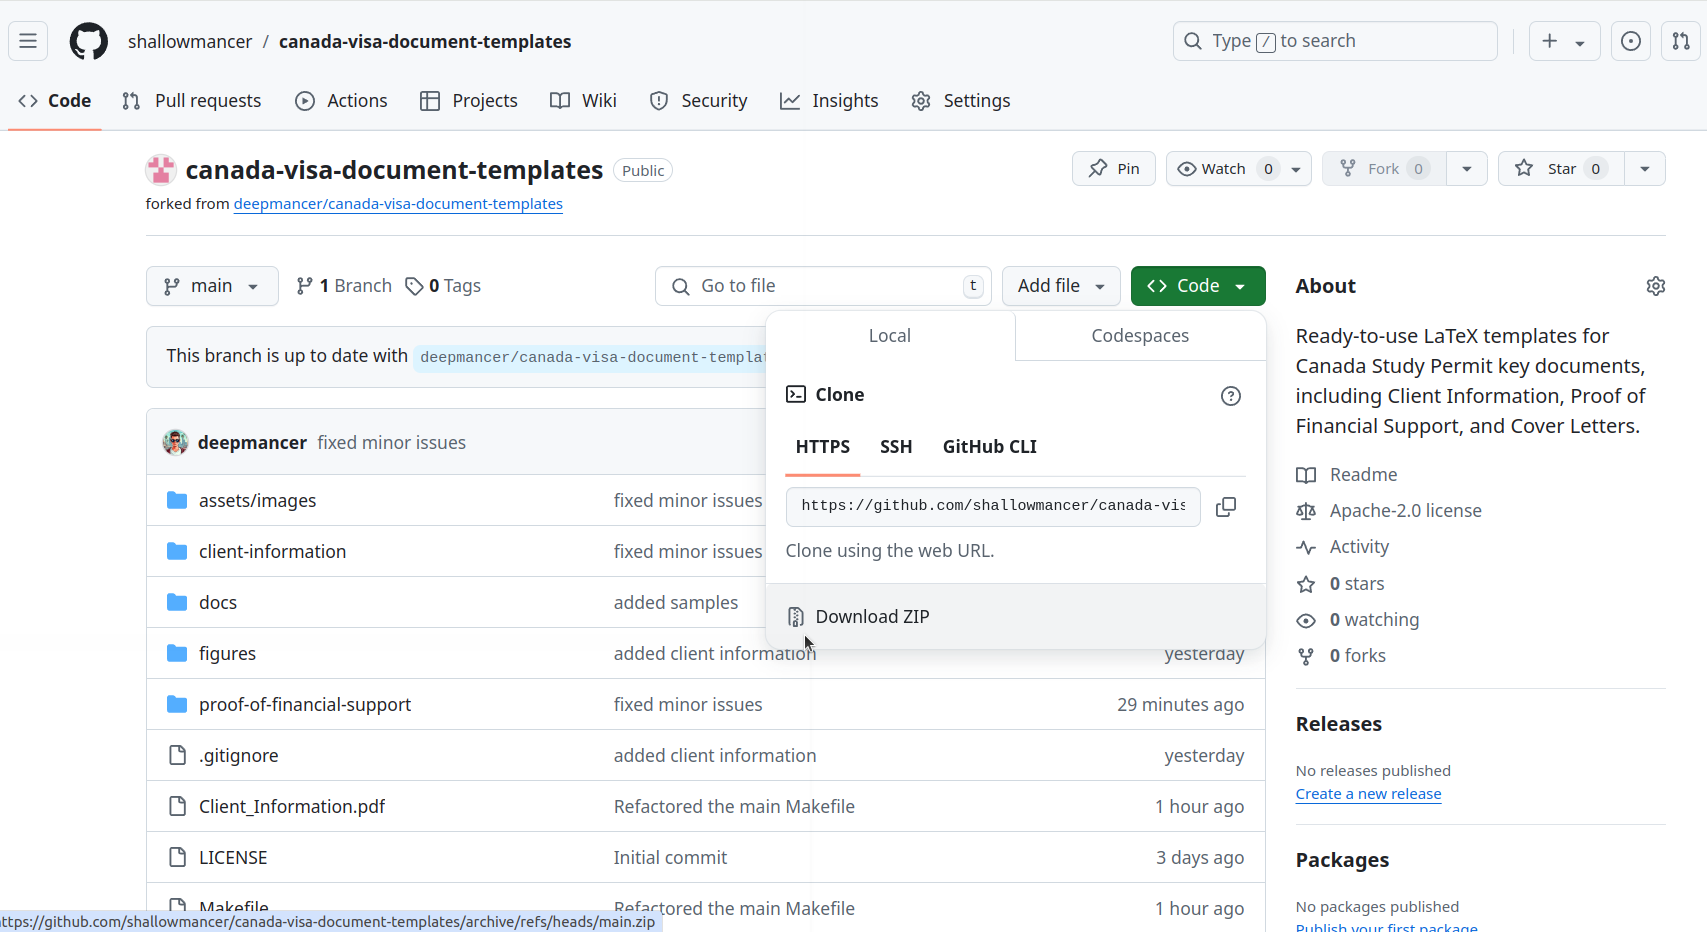 shallowmancer / canada-visa-document-templates
Type / to search
Code Pull requests Actions Projects Wiki Security Insights Settings
canada-visa-document-templates Public
Pin Watch 0 Fork 0 Star 0
forked from deepmancer/canada-visa-document-templates
main 1 Branch 0 Tags
Go to file t
Add file Code
This branch is up to date with deepmancer/canada-visa-document-templat
deepmancer fixed minor issues
assets/images fixed minor issues
client-information fixed minor issues
docs added samples
figures added client information yesterday
proof-of-financial-support fixed minor issues 29 minutes ago
.gitignore added client information yesterday
Client_Information.pdf Refactored the main Makefile 1 hour ago
LICENSE Initial commit 3 days ago
Makefile Refactored the main Makefile 1 hour ago
Local Codespaces
Clone
HTTPS SSH GitHub CLI
https://github.com/shallowmancer/canada-vis
Clone using the web URL.
Download ZIP
About
Ready-to-use LaTeX templates for
Canada Study Permit key documents,
including Client Information, Proof of
Financial Support, and Cover Letters.
Readme
Apache-2.0 license
Activity
0 stars
0 watching
0 forks
Releases
No releases published
Create a new release
Packages
No packages published
Publish your first package
ttps://github.com/shallowmancer/canada-visa-document-templates/archive/refs/heads/main.zip